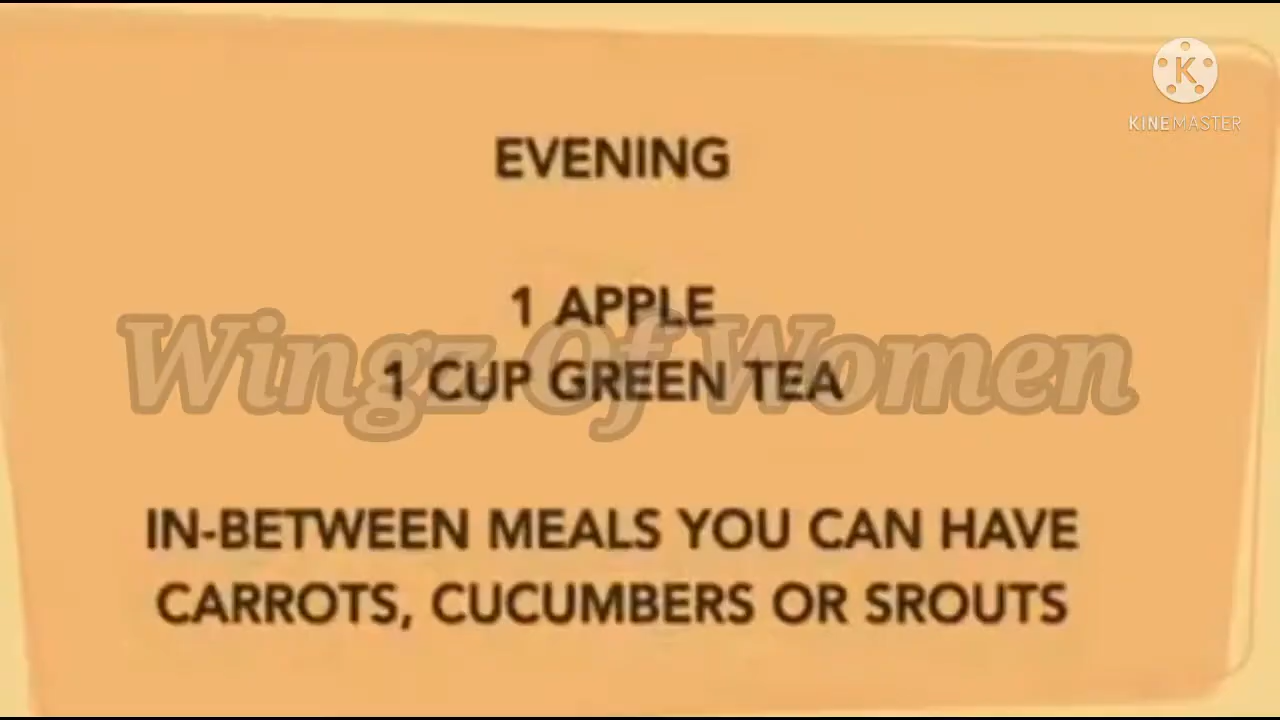 K
KINEMASTER
EVENING
1 APPLE
Wingz Of Women
1 CUP GREEN TEA
IN-BETWEEN MEALS YOU CAN HAVE
CARROTS, CUCUMBERS OR SROUTS